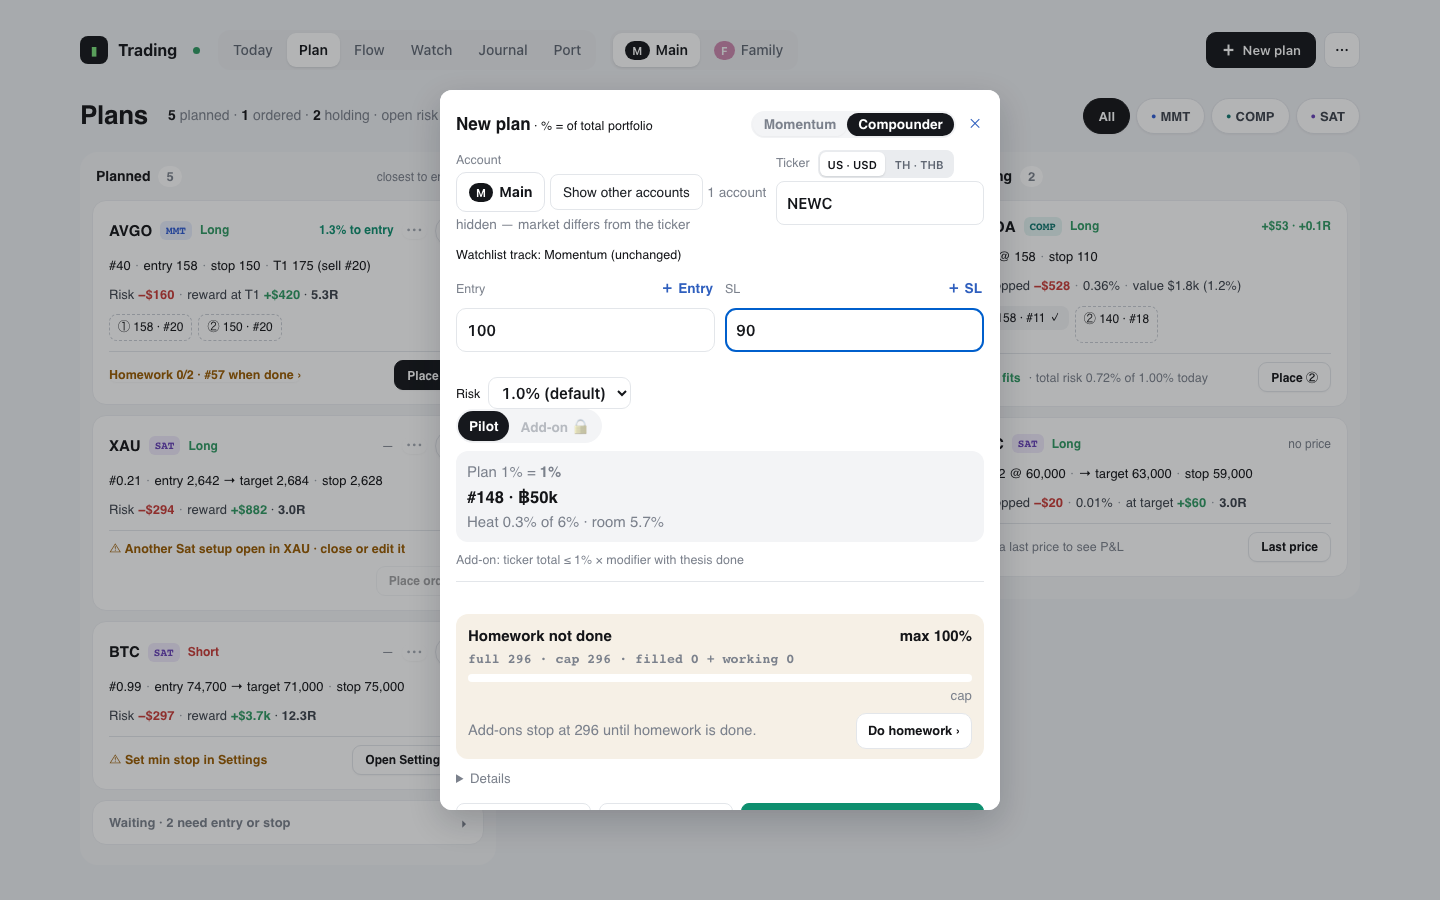 Trading
Today
Plan
Flow
Watch
Journal
Port
M Main
F Family
+ New plan
···
Plans
5 planned · 1 ordered · 2 holding · open risk
All
• MMT
• COMP
• SAT
Planned 5
closest to
AVGO MMT Long
1.3% to entry ···
#40 · entry 158 · stop 150 · T1 175 (sell #20)
Risk –$160 · reward at T1 +$420 · 5.3R
① 158 · #20
② 150 · #20
Homework 0/2 · #57 when done ›
Place
XAU SAT Long
— ···
#0.21 · entry 2,642 → target 2,684 · stop 2,628
Risk –$294 · reward +$882 · 3.0R
⚠ Another Sat setup open in XAU · close or edit it
Place
BTC SAT Short
— ···
#0.99 · entry 74,700 → target 71,000 · stop 75,000
Risk –$297 · reward +$3.7k · 12.3R
⚠ Set min stop in Settings
Open
Waiting · 2 need entry or stop ▸
New plan · % = of total portfolio
Momentum
Compounder
×
Account
M Main
Show other accounts
1 account
hidden — market differs from the ticker
Ticker
US · USD
TH · THB
NEWC
Watchlist track: Momentum (unchanged)
Entry
+ Entry
SL
+ SL
100
90
Risk
1.0% (default)
Pilot
Add-on 🔒
Plan 1% = 1%
#148 · ฿50k
Heat 0.3% of 6% · room 5.7%
Add-on: ticker total ≤ 1% × modifier with thesis done
Homework not done
max 100%
full 296 · cap 296 · filled 0 + working 0
cap
Add-ons stop at 296 until homework is done.
Do homework ›
▶ Details
2
COMP Long
+$53 · +0.1R
@ 158 · stop 110
–$528 · 0.36% · value $1.8k (1.2%)
158 · #11 ✓
② 140 · #18
fits · total risk 0.72% of 1.00% today
Place ②
SAT Long
no price
@ 60,000 · → target 63,000 · stop 59,000
–$20 · 0.01% · at target +$60 · 3.0R
a last price to see P&L
Last price